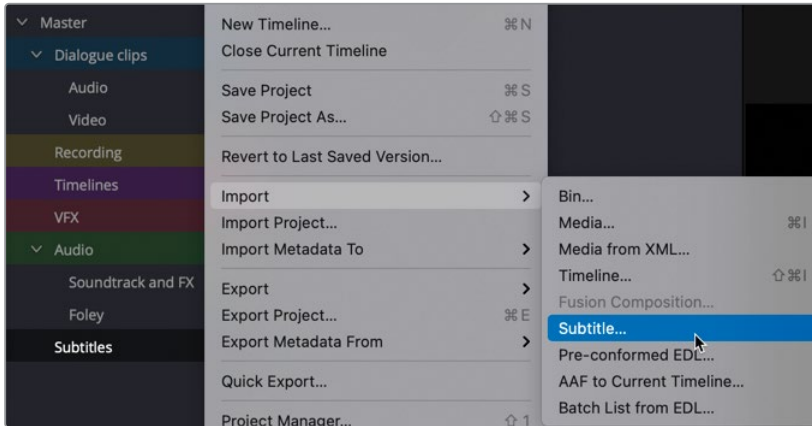 Master
Dialogue clips
Audio
Video
Recording
Timelines
VFX
Audio
Soundtrack and FX
Foley
Subtitles
New Timeline... ⌘ N
Close Current Timeline
Save Project ⌘ S
Save Project As... ⇧ ⌘ S
Revert to Last Saved Version...
Import
Import Project...
Import Metadata To
Export
Export Project... ⌘ E
Export Metadata From
Quick Export...
Project Manager... ⇧ 1
Bin...
Media... ⌘ I
Media from XML...
Timeline... ⇧ ⌘ I
Fusion Composition...
Subtitle...
Pre-conformed EDL...
AAF to Current Timeline...
Batch List from EDL...